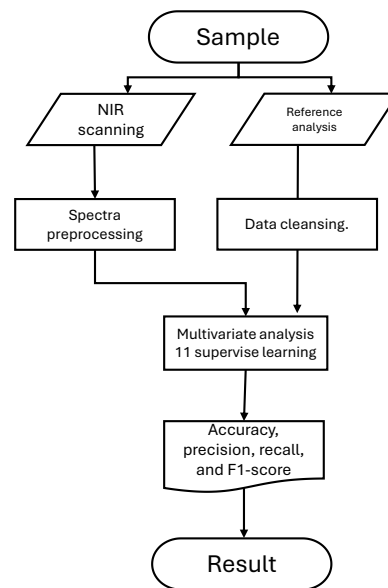 Sample
NIR
scanning
Reference
analysis
Spectra
preprocessing
Data cleansing.
Multivariate analysis
11 supervise learning
Accuracy,
precision, recall,
and F1-score
Result